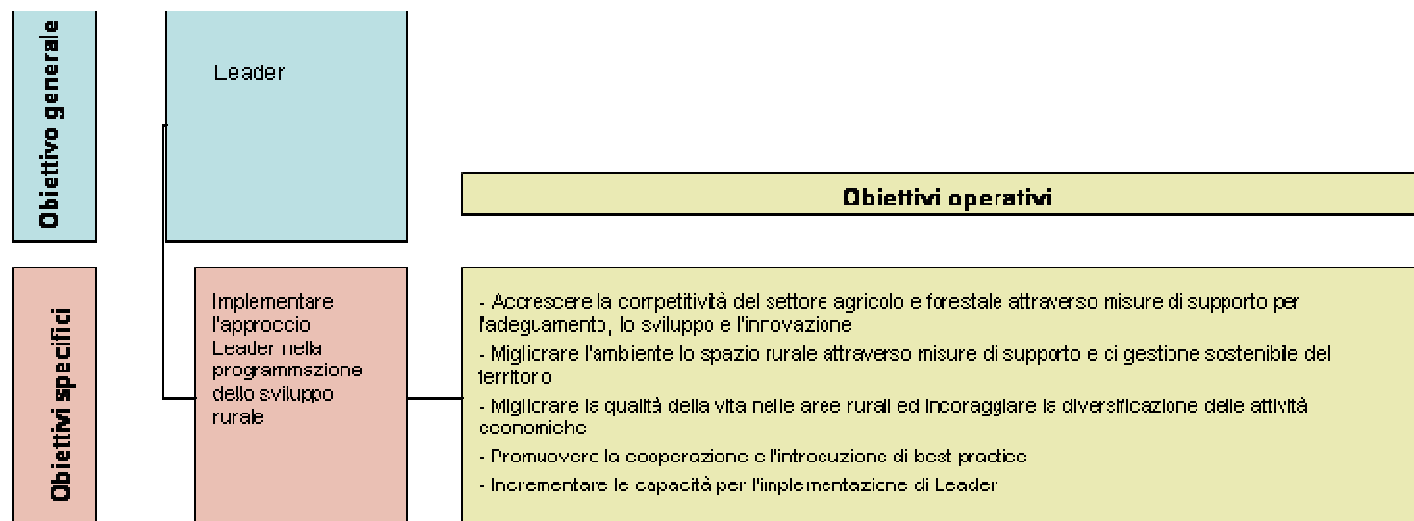 Obiettivo generale
Leader
Obiettivi operativi
Obiettivi specifici
Implementare
l'approccio
Leader nella
programmazione
dello sviluppo
rurale
- Accrescere la competitività del settore agricolo e forestale attraverso misure di supporto per
l'adeguamento, lo sviluppo e l'innovazione
- Migliorare l'ambiente lo spazio rurale attraverso misure di supporto e di gestione sostenibile del
territorio
- Migliorare la qualità della vita nelle aree rurali ed incoraggiare la diversificazione delle attività
economiche
- Promuovere la cooperazione e l'introduzione di best practice
- Incrementare le capacità per l'implementazione di Leader